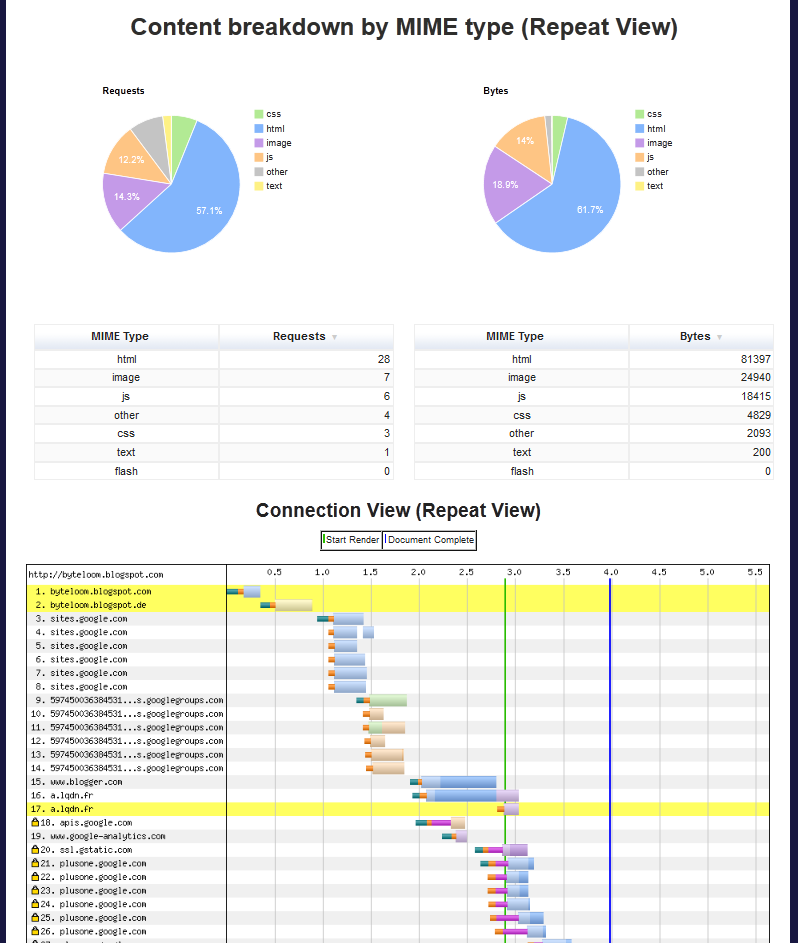 Content breakdown by MIME type (Repeat View)
Requests
css
html
image
js
other
text
12.2%
14.3%
57.1%
Bytes
css
html
image
js
other
text
14%
18.9%
61.7%
MIME Type Requests
html 28
image 7
js 6
other 4
css 3
text 1
flash 0
MIME Type Bytes
html 81397
image 24940
js 18415
css 4829
other 2093
text 200
flash 0
Connection View (Repeat View)
Start Render Document Complete
http://byteloom.blogspot.com 0.5 1.0 1.5 2.0 2.5 3.0 3.5 4.0 4.5 5.0 5.5
1. byteloom.blogspot.com
2. byteloom.blogspot.de
3. sites.google.com
4. sites.google.com
5. sites.google.com
6. sites.google.com
7. sites.google.com
8. sites.google.com
9. 597450036384531...s.googlegroups.com
10. 597450036384531...s.googlegroups.com
11. 597450036384531...s.googlegroups.com
12. 597450036384531...s.googlegroups.com
13. 597450036384531...s.googlegroups.com
14. 597450036384531...s.googlegroups.com
15. www.blogger.com
16. a.lqdn.fr
17. a.lqdn.fr
18. apis.google.com
19. www.google-analytics.com
20. ssl.gstatic.com
21. plusone.google.com
22. plusone.google.com
23. plusone.google.com
24. plusone.google.com
25. plusone.google.com
26. plusone.google.com